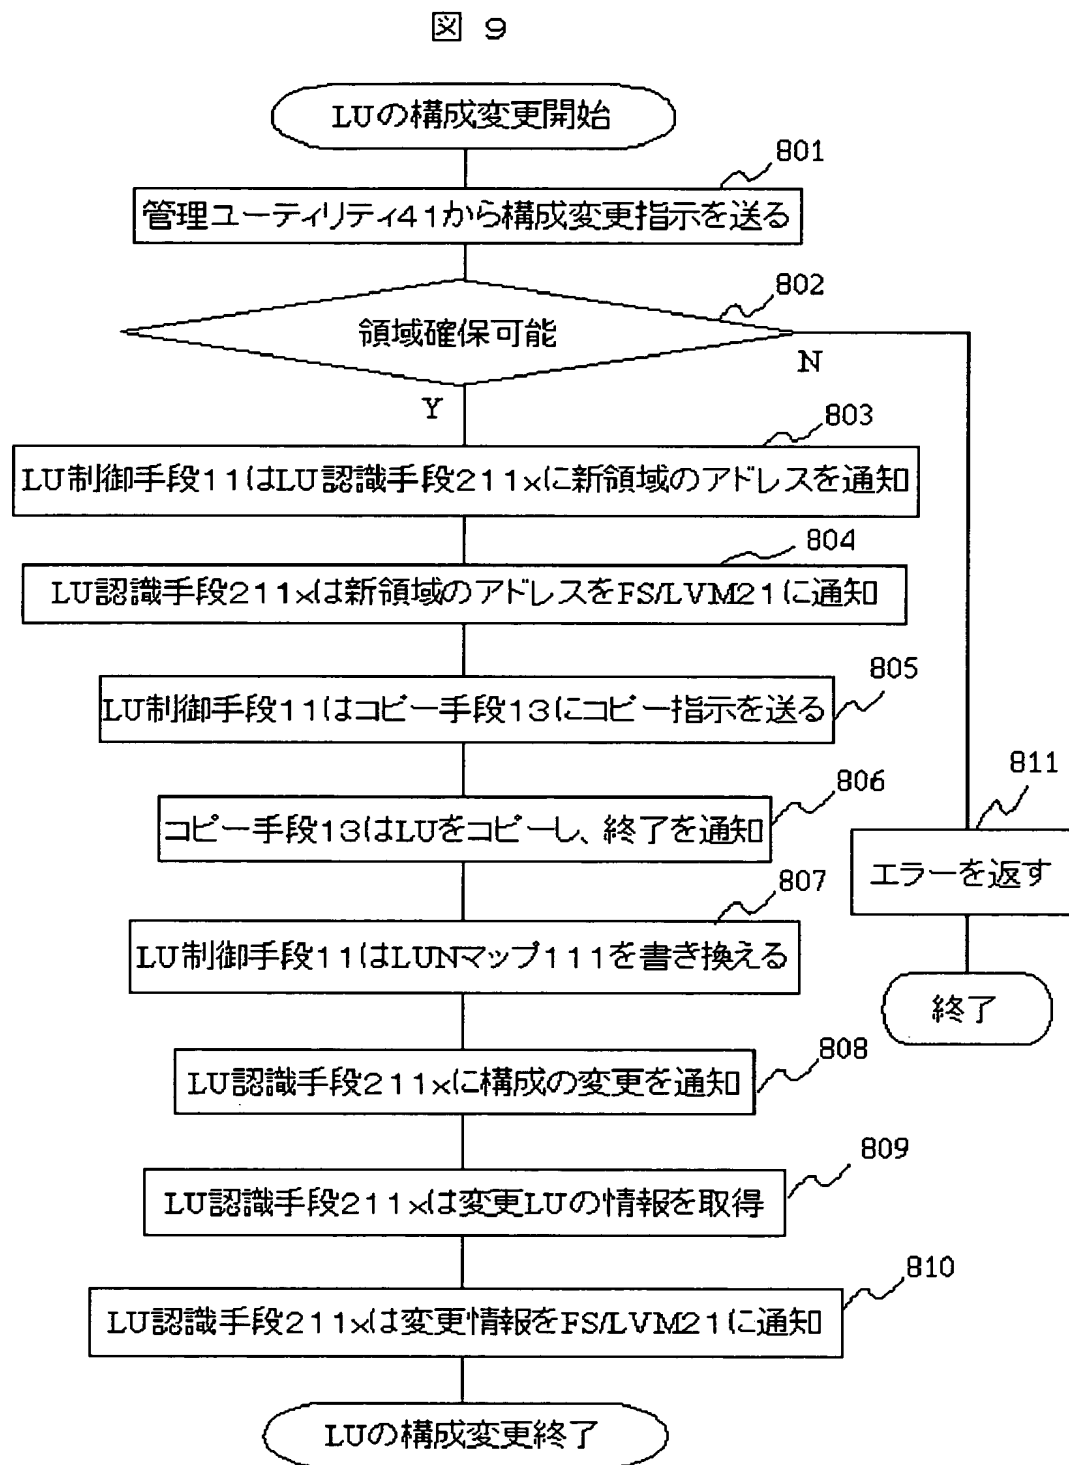 図 9
LUの構成変更開始
801
管理ユーティリティ41から構成変更指示を送る
802
領域確保可能
N
Y
803
LU制御手段11はLU認識手段211xに新領域のアドレスを通知
804
LU認識手段211xは新領域のアドレスをFS/LVM21に通知
805
LU制御手段11はコピー手段13にコピー指示を送る
806
コピー手段13はLUをコピーし、終了を通知
811
エラーを返す
807
LU制御手段11はLUNマップ111を書き換える
終了
808
LU認識手段211xに構成の変更を通知
809
LU認識手段211xは変更LUの情報を取得
810
LU認識手段211xは変更情報をFS/LVM21に通知
LUの構成変更終了